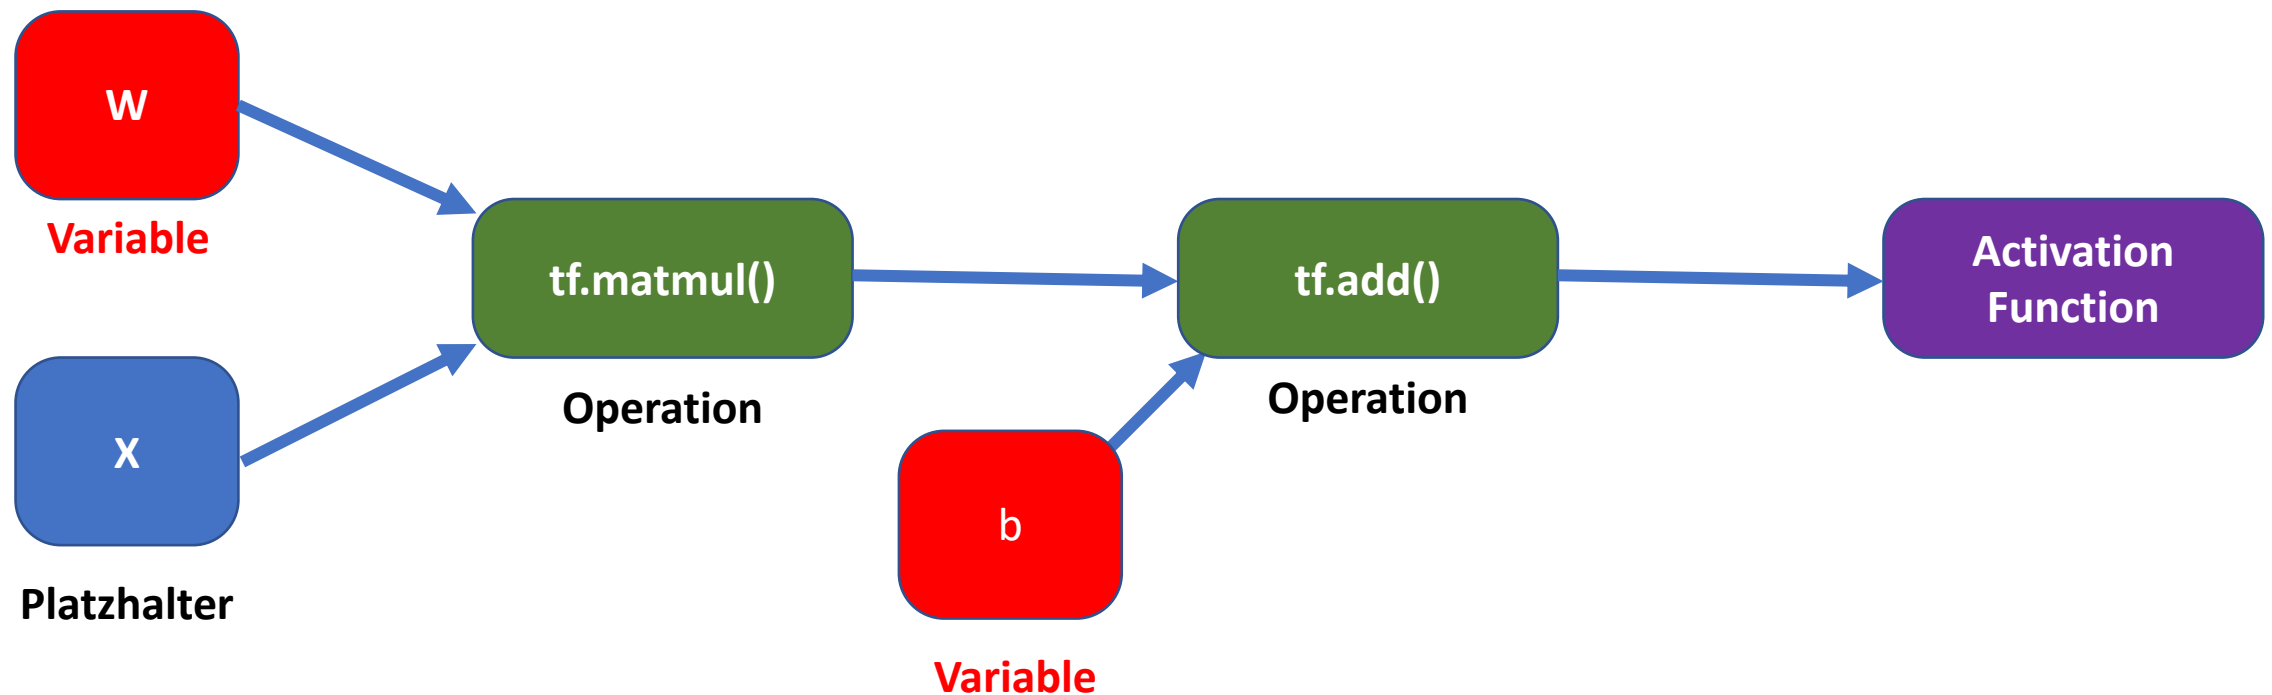 W
Variable
X
Platzhalter
tf.matmul()
Operation
b
Variable
tf.add()
Operation
Activation
Function